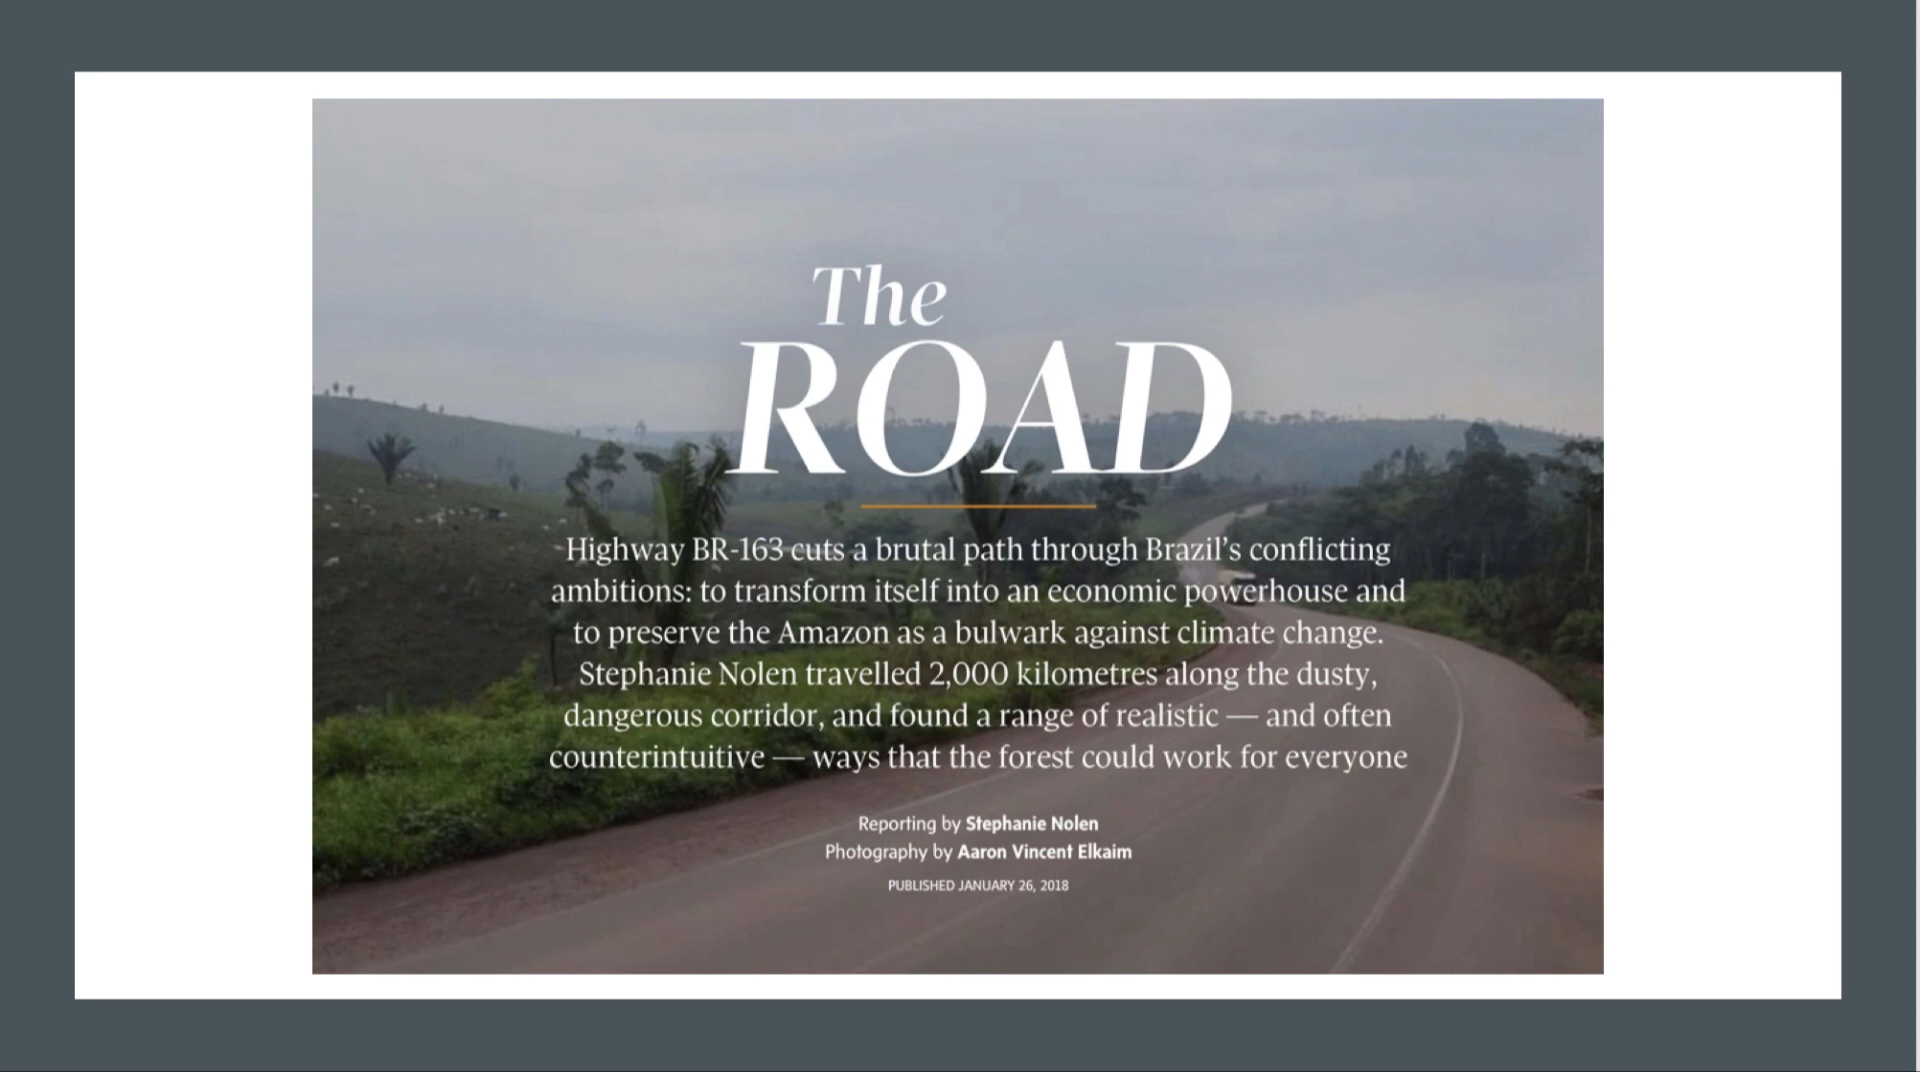 The
ROAD
Highway BR-163 cuts a brutal path through Brazil’s conflicting
ambitions: to transform itself into an economic powerhouse and
to preserve the Amazon as a bulwark against climate change.
Stephanie Nolen travelled 2,000 kilometres along the dusty,
dangerous corridor, and found a range of realistic — and often
counterintuitive — ways that the forest could work for everyone
Reporting by Stephanie Nolen
Photography by Aaron Vincent Elkaim
PUBLISHED JANUARY 26, 2018